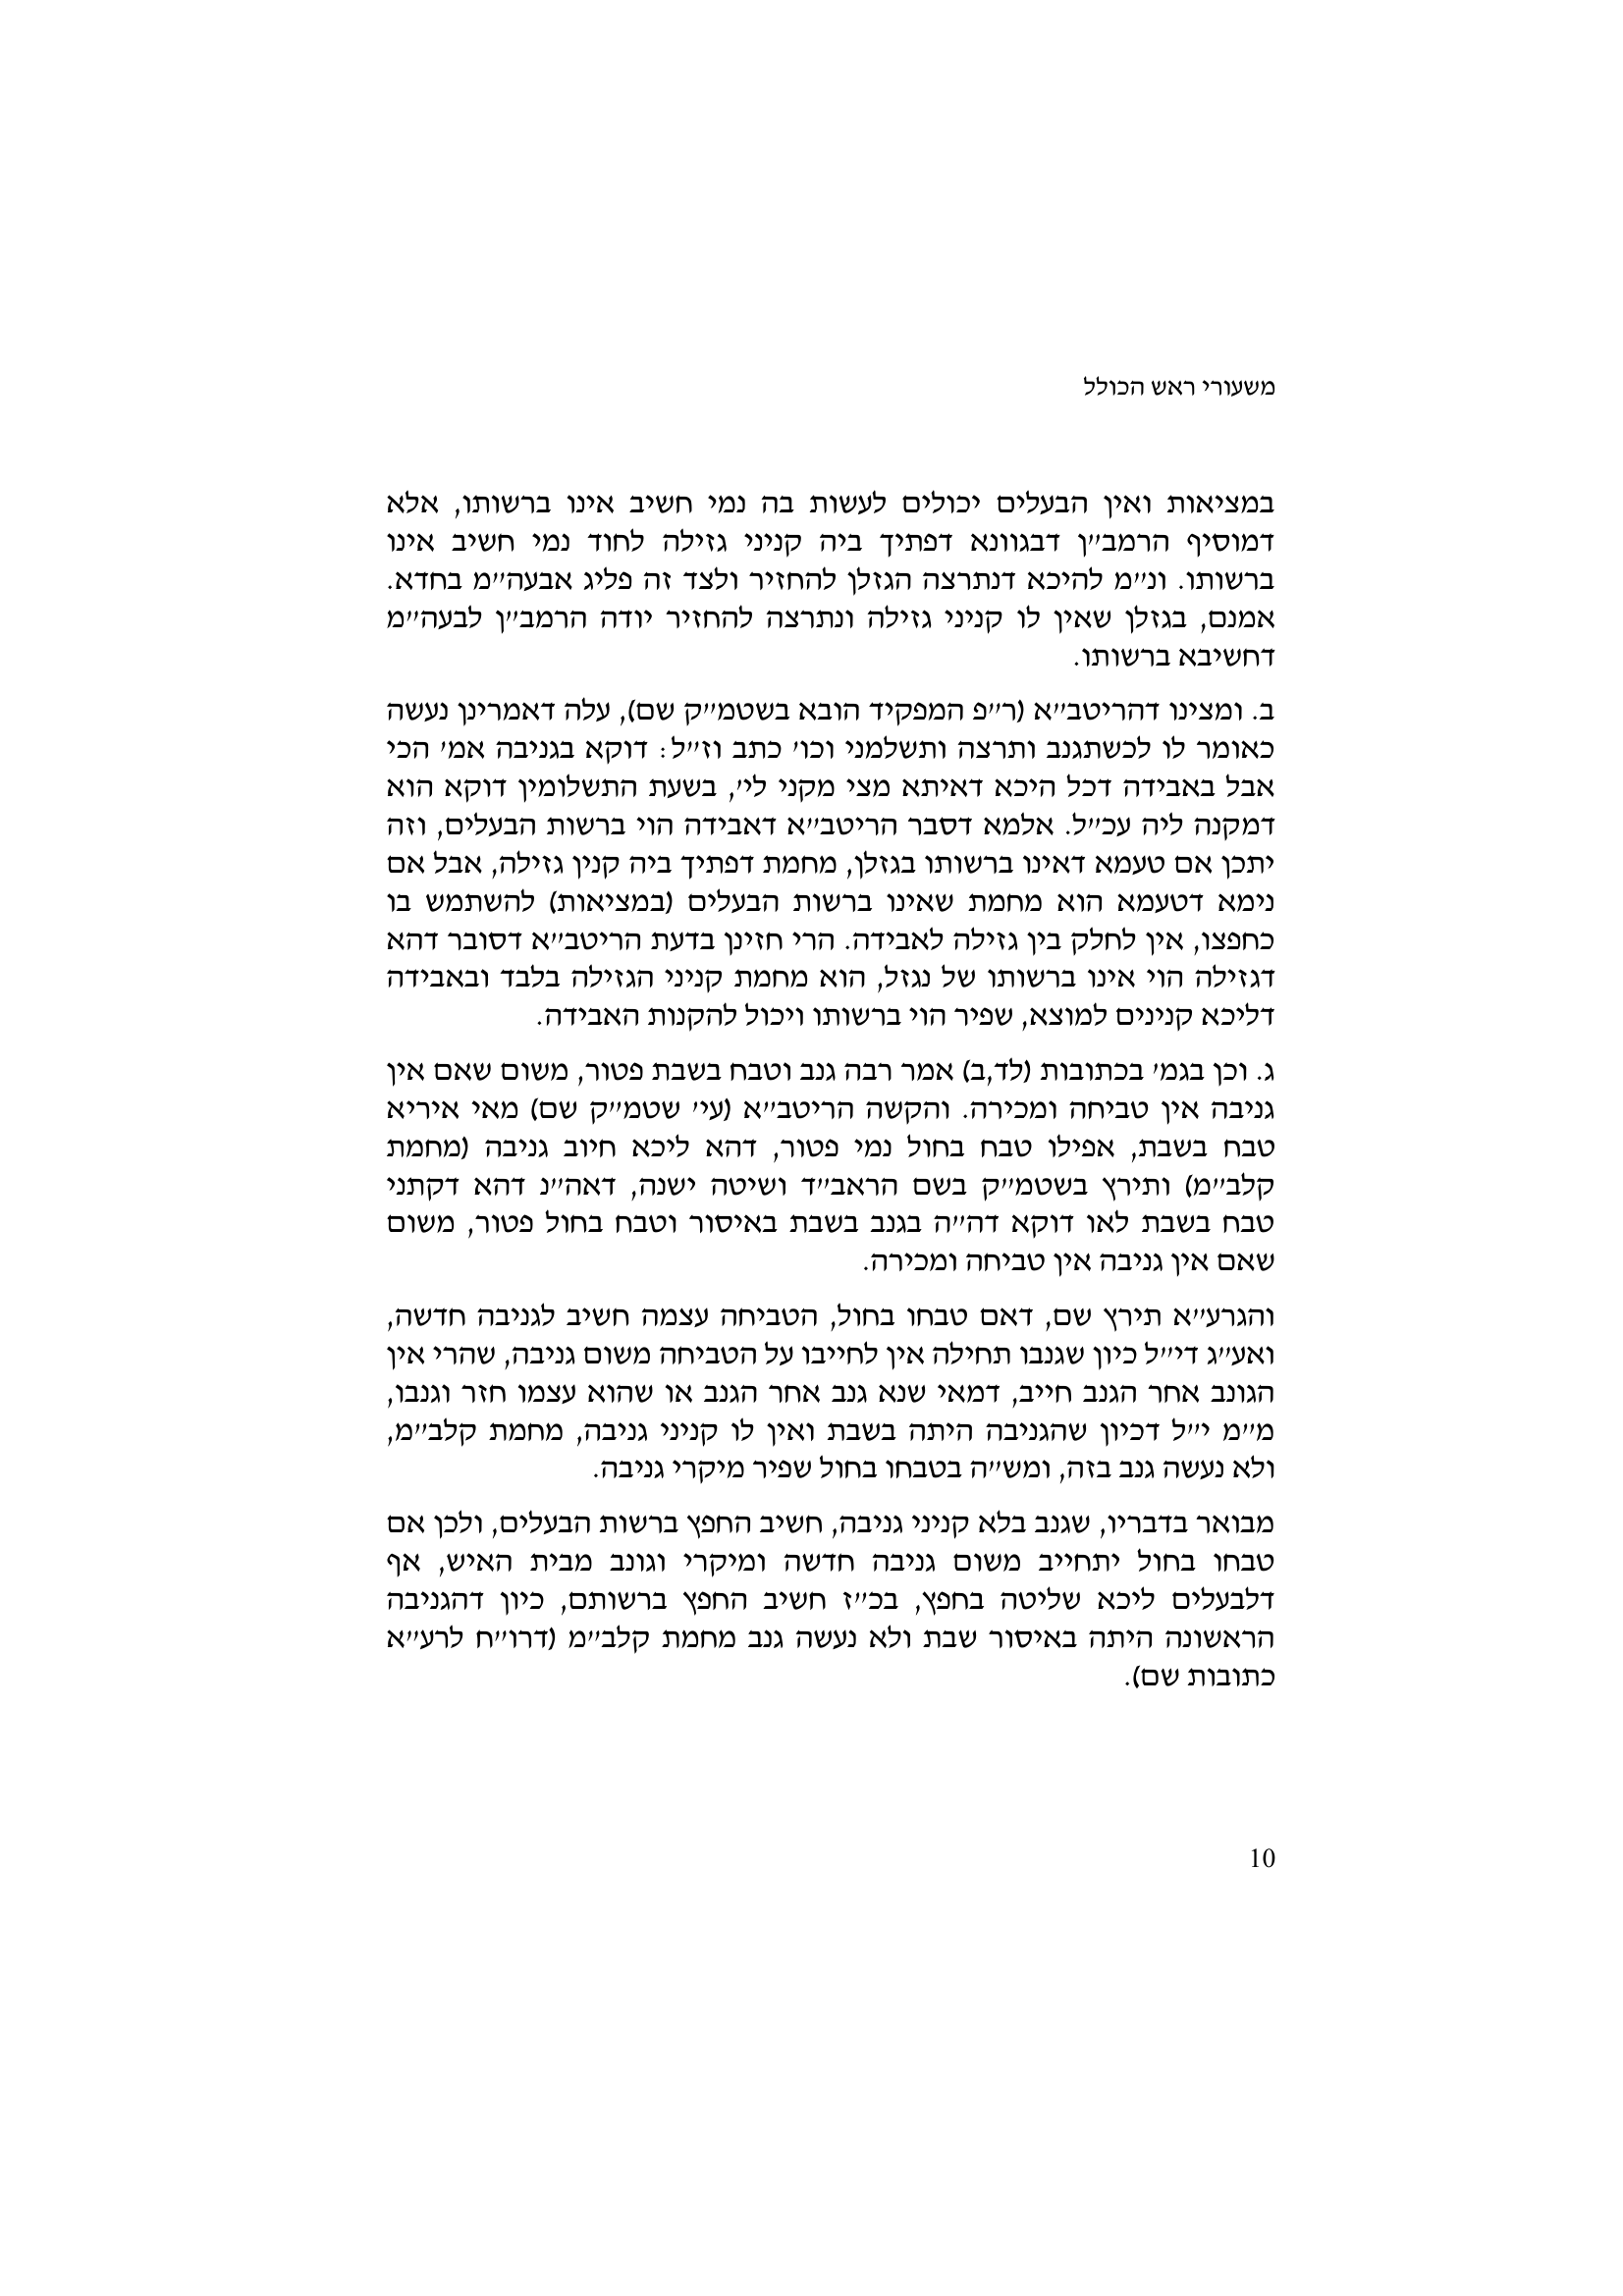 משעורי ראש הכולל
במציאות ואין הבעלים יכולים לעשות בה נמי חשיב אינו ברשותו, אלא
דמוסיף הרמב״ן דבגוונא דפתיך ביה קניני גזילה לחוד נמי חשיב אינו
ברשותו. ונ״מ להיכא דנתרצה הגזלן להחזיר ולצד זה פליג אבעה״מ בחדא.
אמנם, בגזלן שאין לו קניני גזילה ונתרצה להחזיר יודה הרמב״ן לבעה״מ
דחשיבא ברשותו.
ב. ומצינו דהריטב״א (ר״פ המפקיד הובא בשטמ״ק שם), עלה דאמרינן נעשה
כאומר לו לכשתגנב ותרצה ותשלמני וכו׳ כתב וז״ל: דוקא בגניבה אמ׳ הכי
אבל באבידה דכל היכא דאיתא מצי מקני לי׳, בשעת התשלומין דוקא הוא
דמקנה ליה עכ״ל. אלמא דסבר הריטב״א דאבידה הוי ברשות הבעלים, וזה
יתכן אם טעמא דאינו ברשותו בגזלן, מחמת דפתיך ביה קנין גזילה, אבל אם
נימא דטעמא הוא מחמת שאינו ברשות הבעלים (במציאות) להשתמש בו
כחפצו, אין לחלק בין גזילה לאבידה. הרי חזינן בדעת הריטב״א דסובר דהא
דגזילה הוי אינו ברשותו של נגזל, הוא מחמת קניני הגזילה בלבד ובאבידה
דליכא קנינים למוצא, שפיר הוי ברשותו ויכול להקנות האבידה.
ג. וכן בגמ׳ בכתובות (לד,ב) אמר רבה גנב וטבח בשבת פטור, משום שאם אין
גניבה אין טביחה ומכירה. והקשה הריטב״א (עי׳ שטמ״ק שם) מאי איריא
טבח בשבת, אפילו טבח בחול נמי פטור, דהא ליכא חיוב גניבה (מחמת
קלב״מ) ותירץ בשטמ״ק בשם הראב״ד ושיטה ישנה, דאה״נ דהא דקתני
טבח בשבת לאו דוקא דה״ה בגנב בשבת באיסור וטבח בחול פטור, משום
שאם אין גניבה אין טביחה ומכירה.
והגרע״א תירץ שם, דאם טבחו בחול, הטביחה עצמה חשיב לגניבה חדשה,
ואע״ג די״ל כיון שגנבו תחילה אין לחייבו על הטביחה משום גניבה, שהרי אין
הגונב אחר הגנב חייב, דמאי שנא גנב אחר הגנב או שהוא עצמו חזר וגנבו,
מ״מ י״ל דכיון שהגניבה היתה בשבת ואין לו קניני גניבה, מחמת קלב״מ,
ולא נעשה גנב בזה, ומש״ה בטבחו בחול שפיר מיקרי גניבה.
מבואר בדבריו, שגנב בלא קניני גניבה, חשיב החפץ ברשות הבעלים, ולכן אם
טבחו בחול יתחייב משום גניבה חדשה ומיקרי וגונב מבית האיש, אף
דלבעלים ליכא שליטה בחפץ, בכ״ז חשיב החפץ ברשותם, כיון דהגניבה
הראשונה היתה באיסור שבת ולא נעשה גנב מחמת קלב״מ (דרו״ח לרע״א
כתובות שם).
10